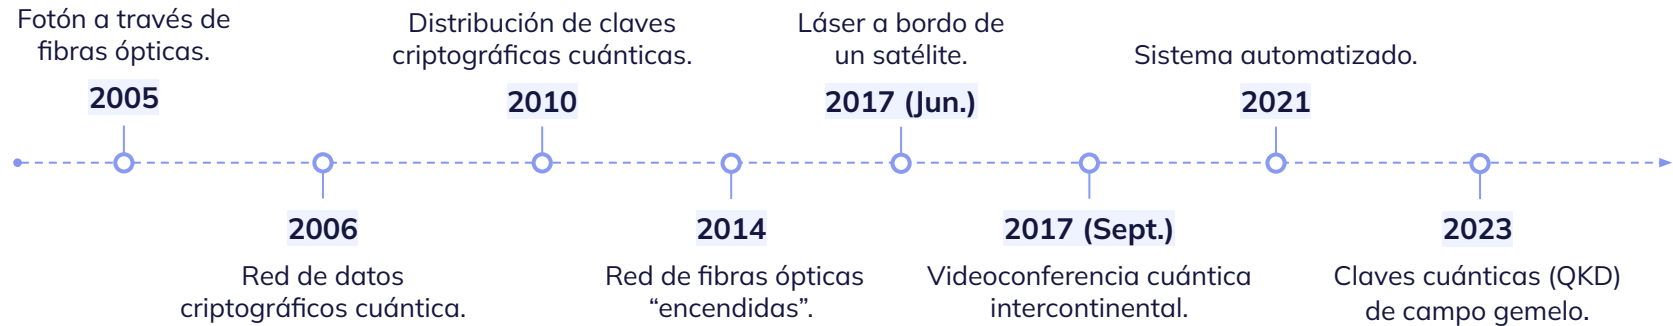 Fotón a través de
fibras ópticas.
2005
Red de datos
criptográficos cuántica.
2006
Distribución de claves
criptográficas cuánticas.
2010
Red de fibras ópticas
“encendidas”.
2014
Láser a bordo de
un satélite.
2017 (Jun.)
2017 (Sept.)
Videoconferencia cuántica
intercontinental.
Sistema automatizado.
2021
2023
Claves cuánticas (QKD)
de campo gemelo.